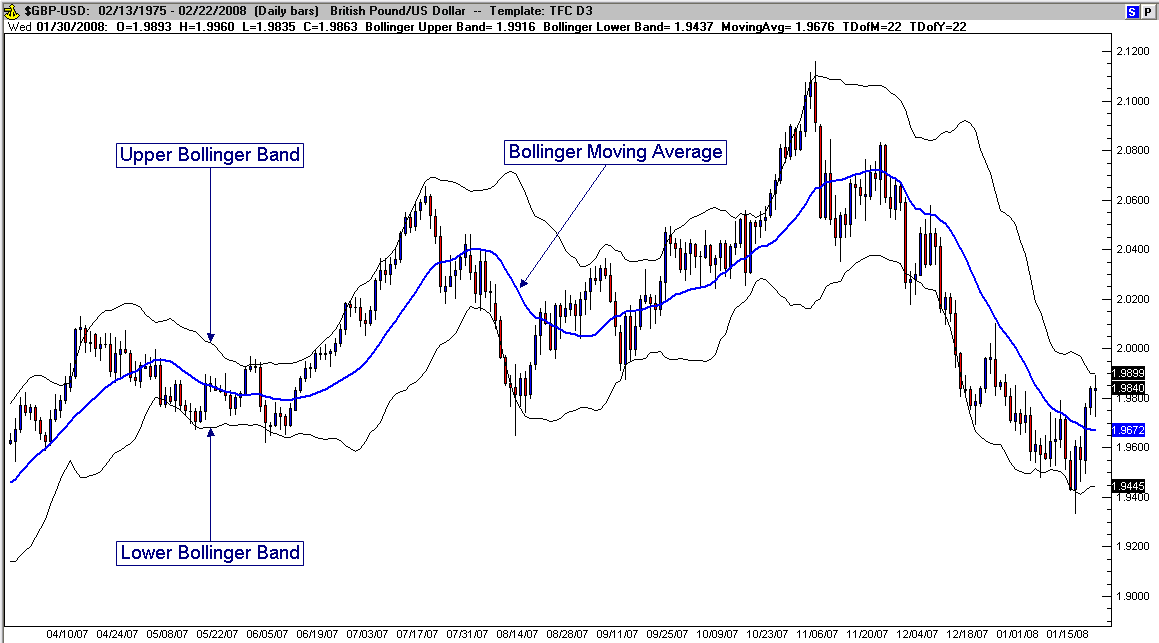 $GBP-USD: 02/13/1975 - 02/22/2008 (Daily bars) British Pound/US Dollar -- Template: TFC D3
S P
Wed 01/30/2008: O=1.9893 H=1.9960 L=1.9835 C=1.9863 Bollinger Upper Band= 1.9916 Bollinger Lower Band= 1.9437 MovingAvg= 1.9676 TDofM=22 TDofY=22
2.1200
2.1000
Upper Bollinger Band
Bollinger Moving Average
2.0800
2.0600
2.0400
2.0200
2.0000
1.9899
1.9840
1.9800
1.9672
1.9600
1.9445
1.9400
Lower Bollinger Band
1.9200
1.9000
04/10/07 04/24/07 05/08/07 05/22/07 06/05/07 06/19/07 07/03/07 07/17/07 07/31/07 08/14/07 08/28/07 09/11/07 09/25/07 10/09/07 10/23/07 11/06/07 11/20/07 12/04/07 12/18/07 01/01/08 01/15/08